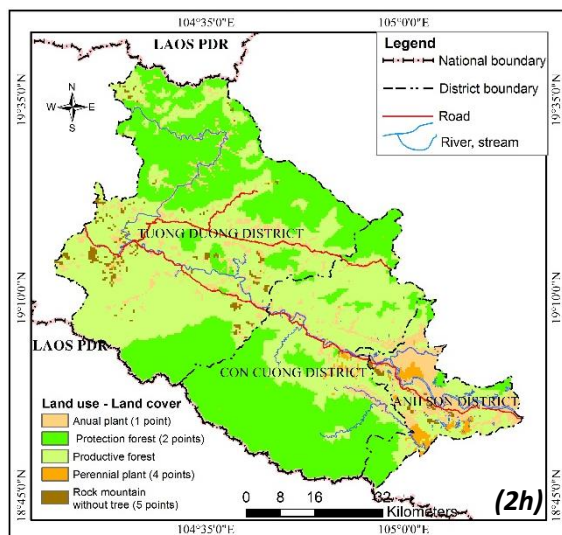 104°35'0"E
105°0'0"E
LAOS PDR
Legend
National boundary
District boundary
Road
River, stream
N
W
E
S
19°35'0"N
19°35'0"N
TUONG DUONG DISTRICT
19°10'0"N
19°10'0"N
LAOS PDR
CON CUONG DISTRICT
ANH SON DISTRICT
Land use - Land cover
Anual plant (1 point)
Protection forest (2 points)
Productive forest
Perennial plant (4 points)
Rock mountain
without tree (5 points)
0 4 8 16 24 32
Kilometers
(2h)
18°45'0"N
18°45'0"N
104°35'0"E
105°0'0"E